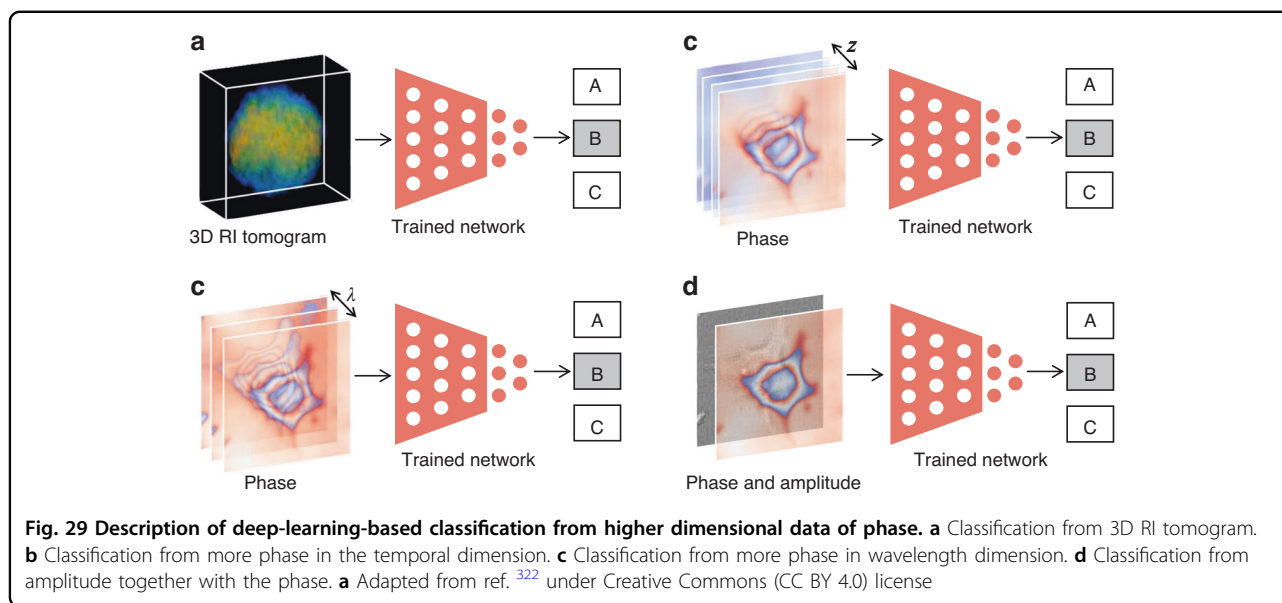 a
3D RI tomogram
Trained network
A
B
C
c
z
Phase
Trained network
A
B
C
c
λ
Phase
Trained network
A
B
C
d
Phase and amplitude
Trained network
A
B
C
Fig. 29 Description of deep-learning-based classification from higher dimensional data of phase. a Classification from 3D RI tomogram.
b Classification from more phase in the temporal dimension. c Classification from more phase in wavelength dimension. d Classification from
amplitude together with the phase. a Adapted from ref. 322 under Creative Commons (CC BY 4.0) license